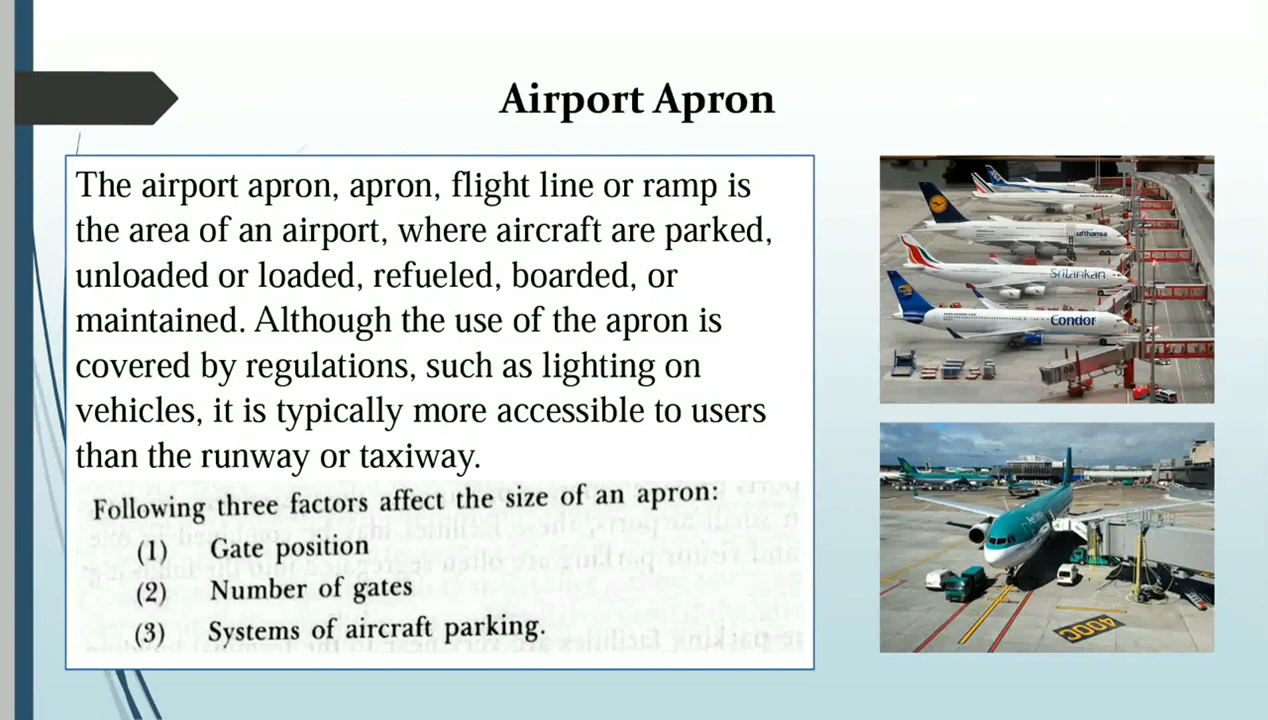 Airport Apron
The airport apron, apron, flight line or ramp is
the area of an airport, where aircraft are parked,
unloaded or loaded, refueled, boarded, or
maintained. Although the use of the apron is
covered by regulations, such as lighting on
vehicles, it is typically more accessible to users
than the runway or taxiway.
Following three factors affect the size of an apron:
(1) Gate position
(2) Number of gates
(3) Systems of aircraft parking.
Lufthansa
SriLankan
Condor
400C